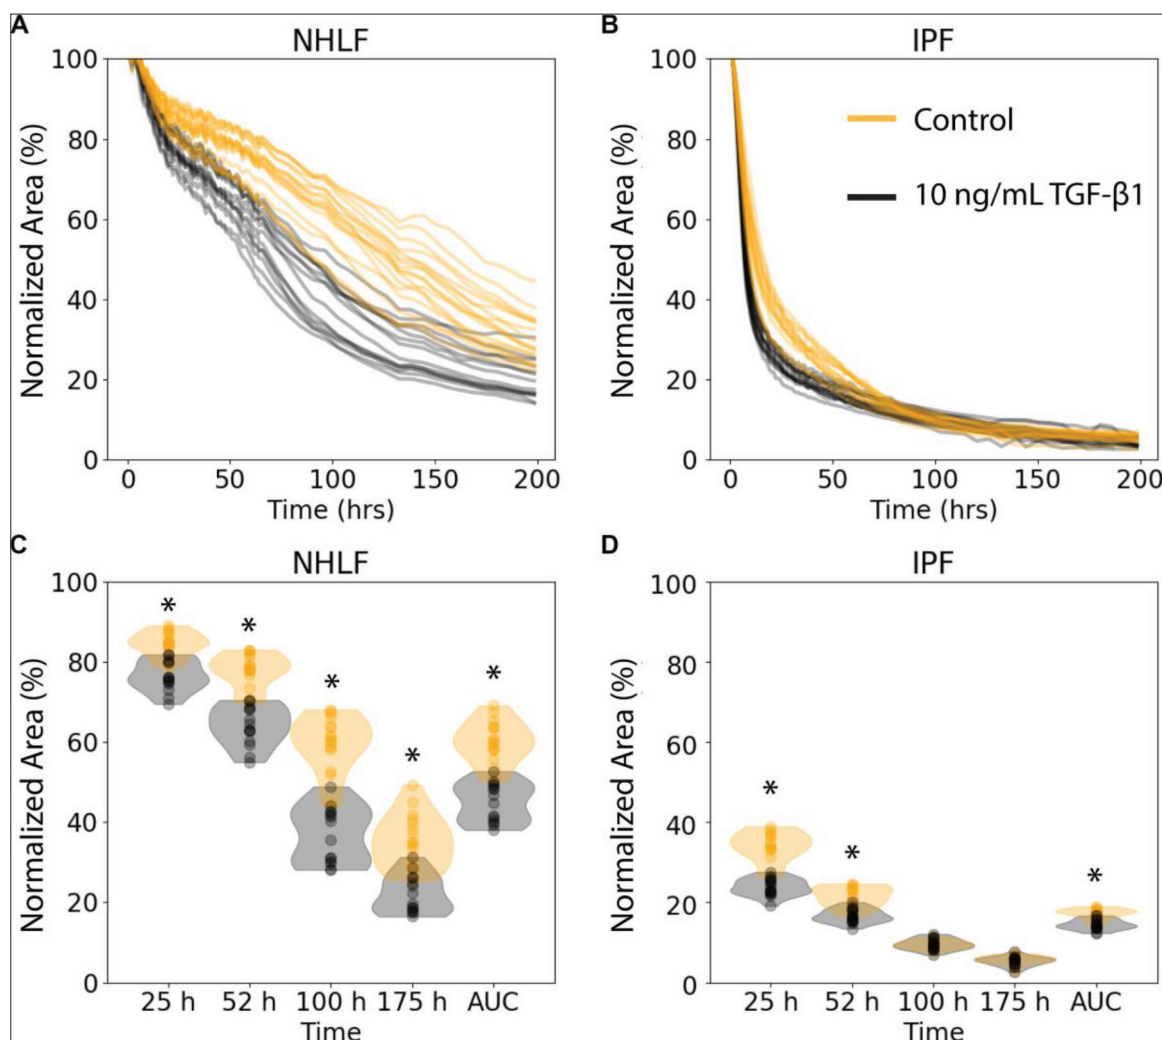 A
NHLF
100
80
60
40
20
0
Normalized Area (%)
0 50 100 150 200
Time (hrs)
B
IPF
100
80
60
40
20
0
Normalized Area (%)
Control
10 ng/mL TGF-β1
0 50 100 150 200
Time (hrs)
C
NHLF
100
80
60
40
20
0
Normalized Area (%)
* * * * *
25 h 52 h 100 h 175 h AUC
Time
D
IPF
100
80
60
40
20
0
Normalized Area (%)
* * *
25 h 52 h 100 h 175 h AUC
Time